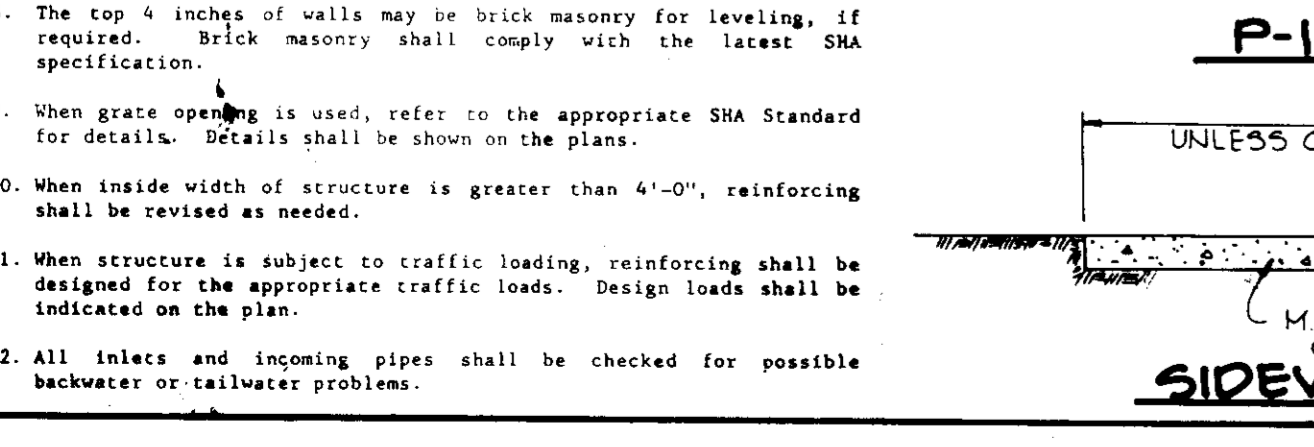 . The top 4 inches of walls may be brick masonry for leveling, if
required. Brick masonry shall comply with the latest SHA
specification.
. When grate opening is used, refer to the appropriate SHA Standard
for details. Details shall be shown on the plans.
0. When inside width of structure is greater than 4'-0", reinforcing
shall be revised as needed.
1. When structure is subject to traffic loading, reinforcing shall be
designed for the appropriate traffic loads. Design loads shall be
indicated on the plan.
2. All inlets and incoming pipes shall be checked for possible
backwater or tailwater problems.
P-1
UNLESS
M.
SIDEW